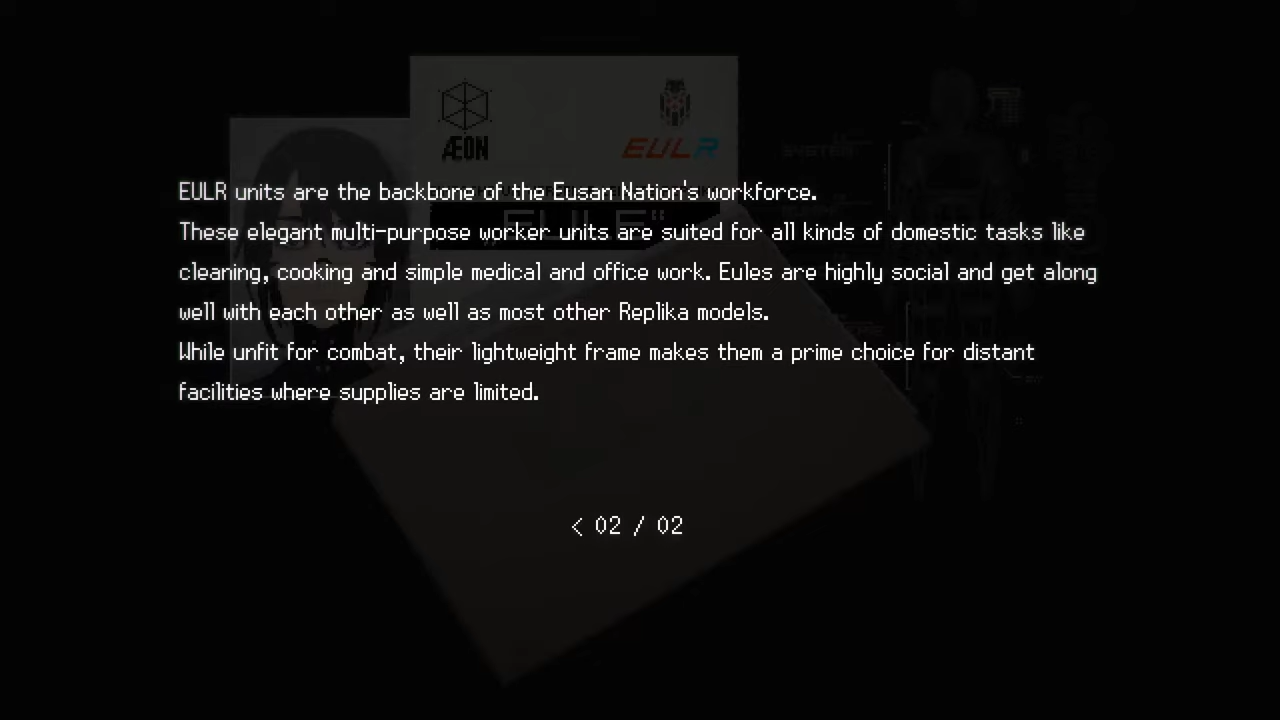 ÆON
EULR
SYSTEM
„EULE“
EULR units are the backbone of the Eusan Nation's workforce.
These elegant multi-purpose worker units are suited for all kinds of domestic tasks like
cleaning, cooking and simple medical and office work. Eules are highly social and get along
well with each other as well as most other Replika models.
While unfit for combat, their lightweight frame makes them a prime choice for distant
facilities where supplies are limited.
< 02 / 02